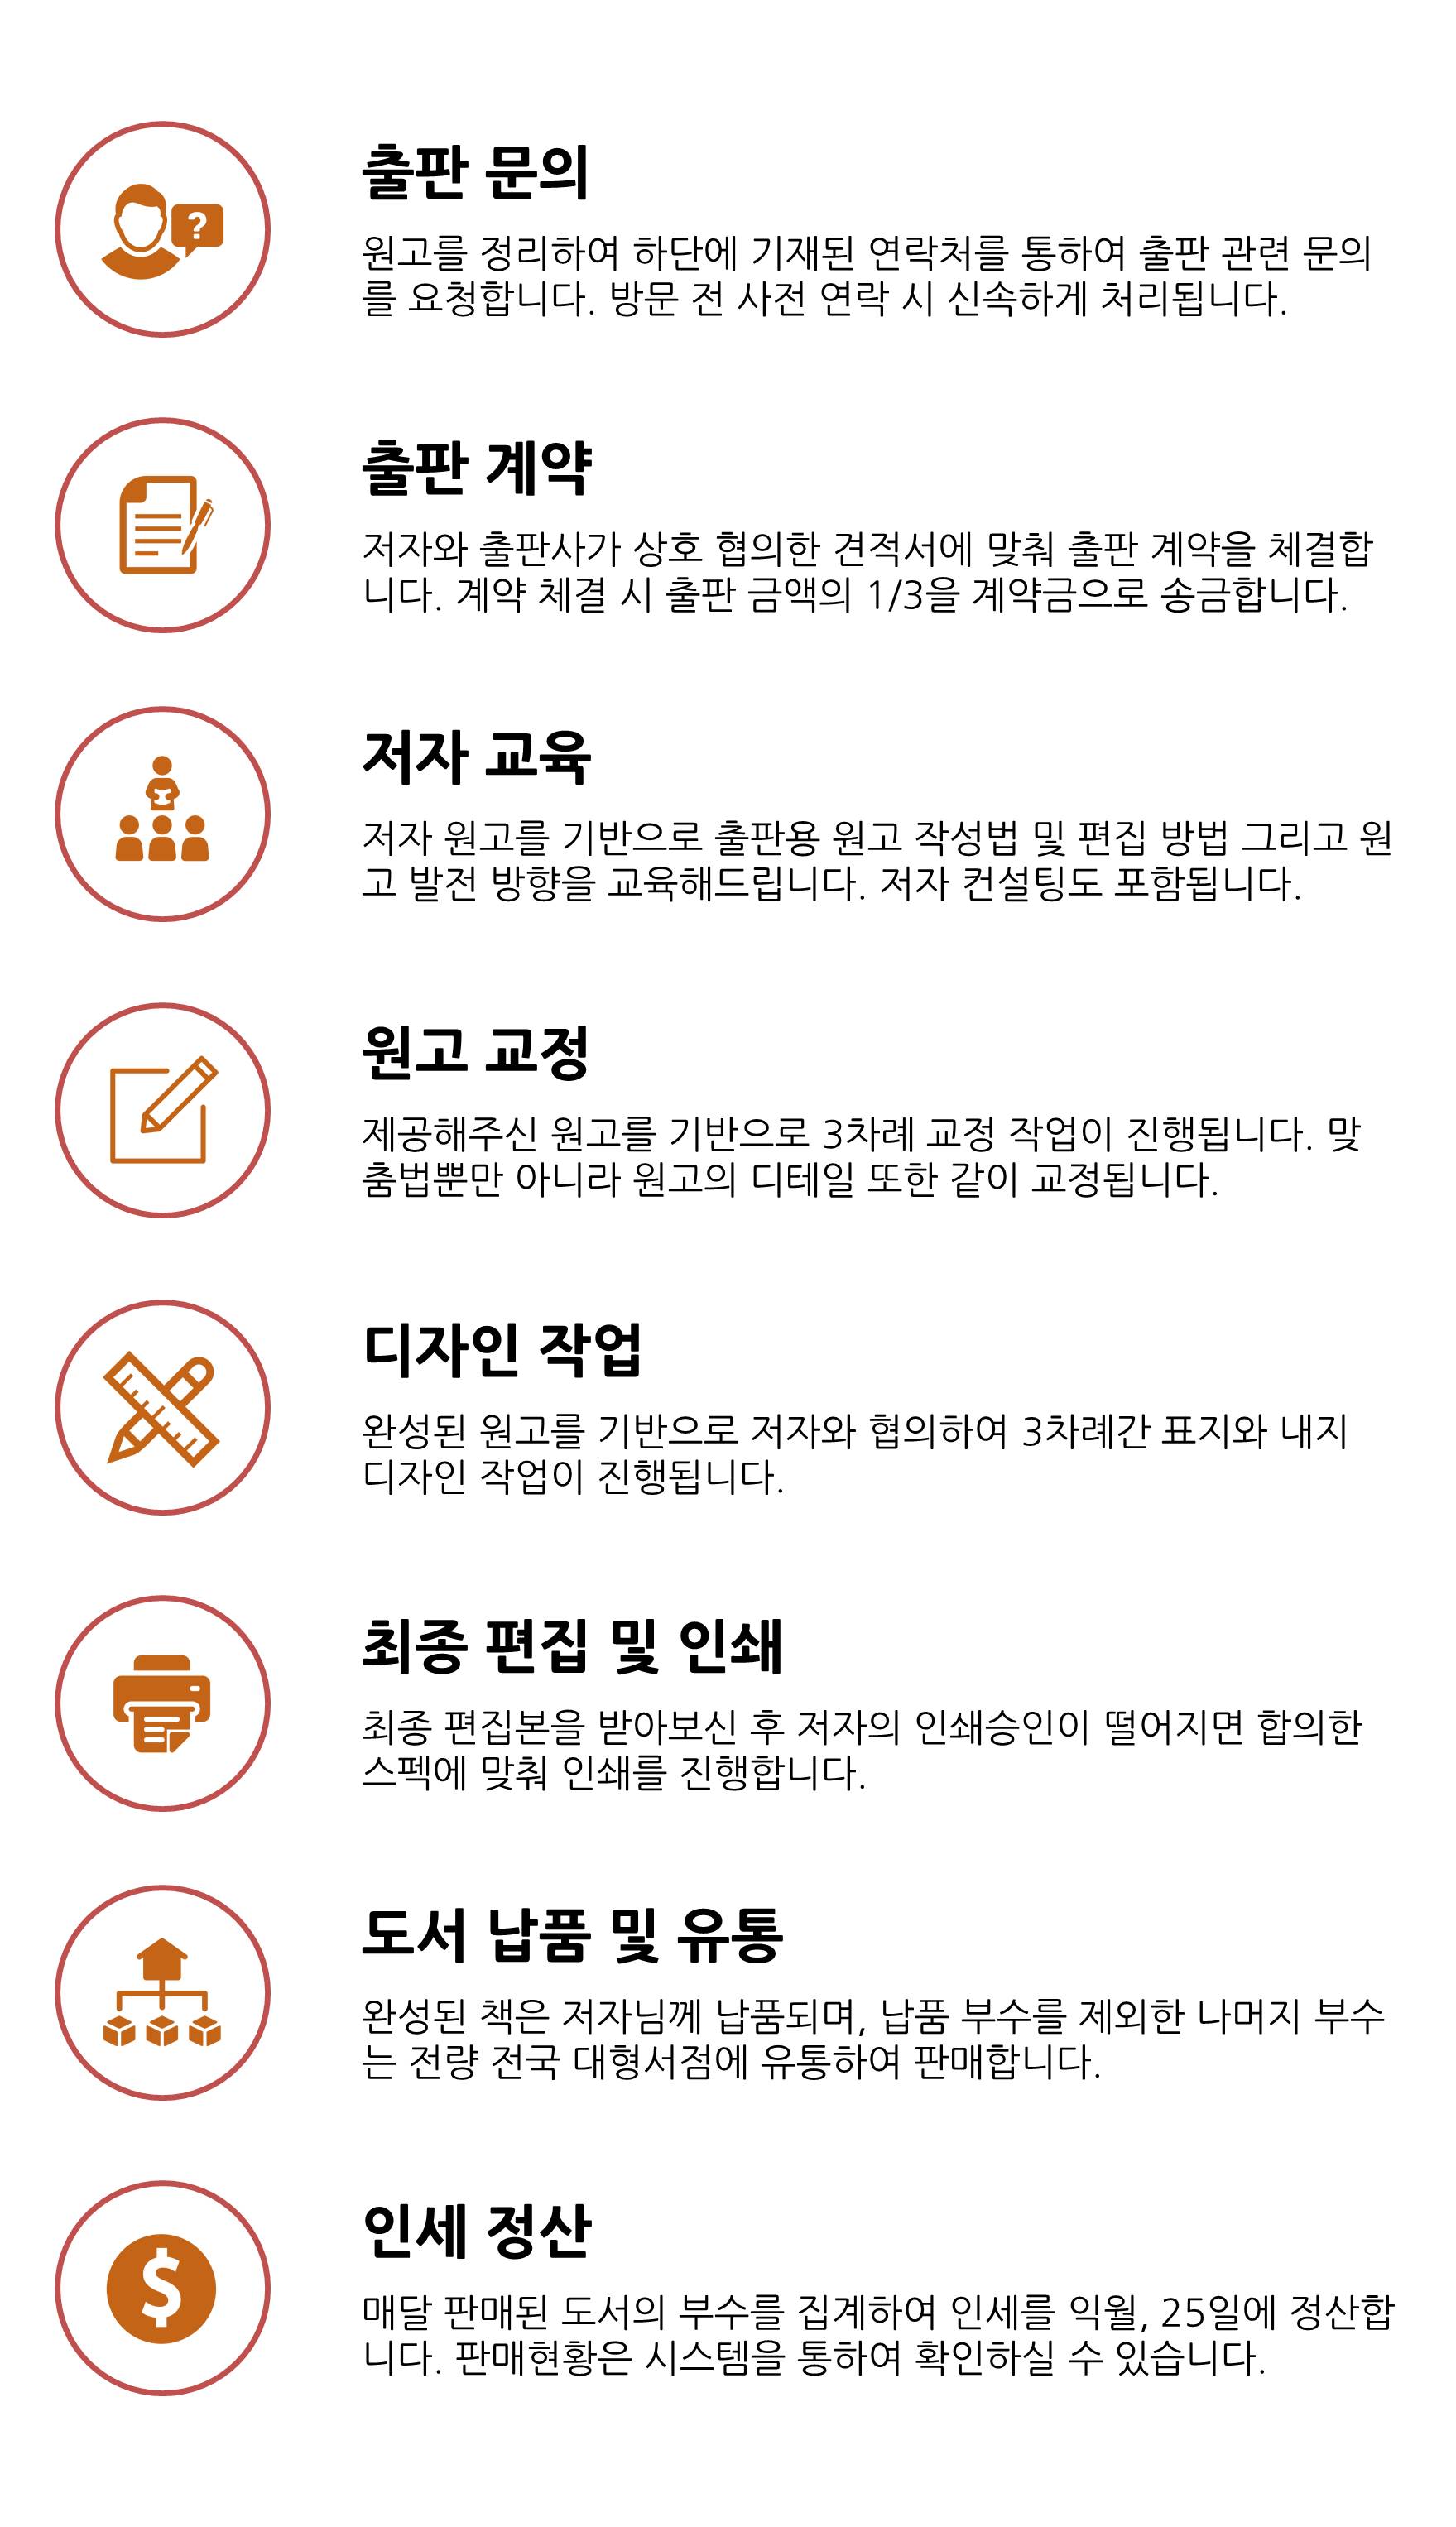 출판 문의
원고를 정리하여 하단에 기재된 연락처를 통하여 출판 관련 문의
를 요청합니다. 방문 전 사전 연락 시 신속하게 처리됩니다.
?
출판 계약
저자와 출판사가 상호 협의한 견적서에 맞춰 출판 계약을 체결합
니다. 계약 체결 시 출판 금액의 1/3을 계약금으로 송금합니다.
저자 교육
저자 원고를 기반으로 출판용 원고 작성법 및 편집 방법 그리고 원
고 발전 방향을 교육해드립니다. 저자 컨설팅도 포함됩니다.
원고 교정
제공해주신 원고를 기반으로 3차례 교정 작업이 진행됩니다. 맞
춤법뿐만 아니라 원고의 디테일 또한 같이 교정됩니다.
디자인 작업
완성된 원고를 기반으로 저자와 협의하여 3차례간 표지와 내지
디자인 작업이 진행됩니다.
최종 편집 및 인쇄
최종 편집본을 받아보신 후 저자의 인쇄승인이 떨어지면 합의한
스펙에 맞춰 인쇄를 진행합니다.
도서 납품 및 유통
완성된 책은 저자님께 납품되며, 납품 부수를 제외한 나머지 부수
는 전량 전국 대형서점에 유통하여 판매합니다.
인세 정산
매달 판매된 도서의 부수를 집계하여 인세를 익월, 25일에 정산합
니다. 판매현황은 시스템을 통하여 확인하실 수 있습니다.
$